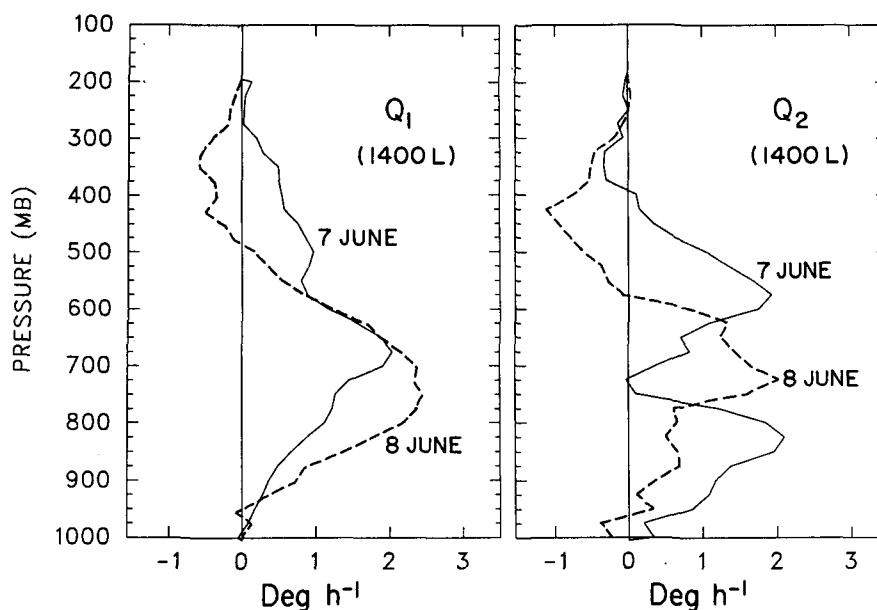 PRESSURE (MB)
100
200
300
400
500
600
700
800
900
1000
Q₁
(1400 L)
7 JUNE
8 JUNE
-1
0
1
2
3
Deg h⁻¹
Q₂
(1400 L)
7 JUNE
8 JUNE
-1
0
1
2
3
Deg h⁻¹